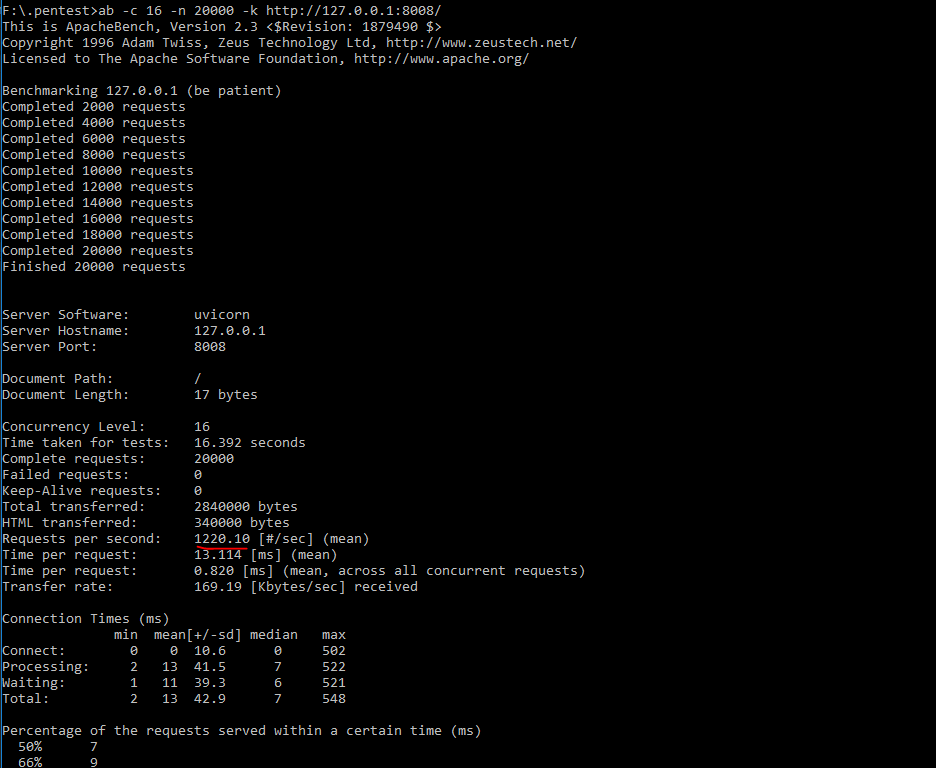 F:\.pentest>ab -c 16 -n 20000 -k http://127.0.0.1:8008/
This is ApacheBench, Version 2.3 <$Revision: 1879490 $>
Copyright 1996 Adam Twiss, Zeus Technology Ltd, http://www.zeustech.net/
Licensed to The Apache Software Foundation, http://www.apache.org/

Benchmarking 127.0.0.1 (be patient)
Completed 2000 requests
Completed 4000 requests
Completed 6000 requests
Completed 8000 requests
Completed 10000 requests
Completed 12000 requests
Completed 14000 requests
Completed 16000 requests
Completed 18000 requests
Completed 20000 requests
Finished 20000 requests

Server Software:        uvicorn
Server Hostname:        127.0.0.1
Server Port:            8008

Document Path:          /
Document Length:        17 bytes

Concurrency Level:      16
Time taken for tests:   16.392 seconds
Complete requests:      20000
Failed requests:        0
Keep-Alive requests:    0
Total transferred:      2840000 bytes
HTML transferred:       340000 bytes
Requests per second:    1220.10 [#/sec] (mean)
Time per request:       13.114 [ms] (mean)
Time per request:       0.820 [ms] (mean, across all concurrent requests)
Transfer rate:          169.19 [Kbytes/sec] received

Connection Times (ms)
              min  mean[+/-sd] median   max
Connect:        0    0  10.6      0     502
Processing:     2   13  41.5      7     522
Waiting:        1   11  39.3      6     521
Total:          2   13  42.9      7     548

Percentage of the requests served within a certain time (ms)
  50%      7
  66%      9